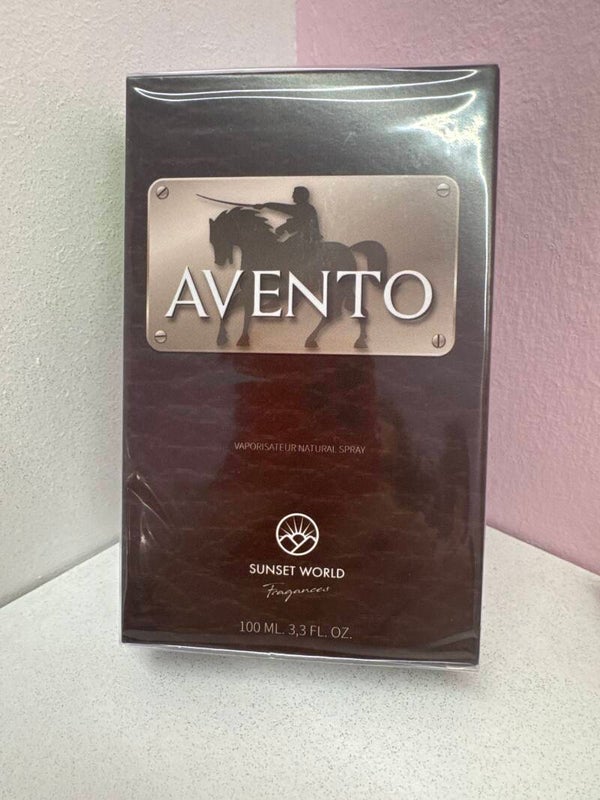 AVENTO
VAPORISATEUR NATURAL SPRAY
SUNSET WORLD
Fragances
100 ML. 3,3 FL. OZ.